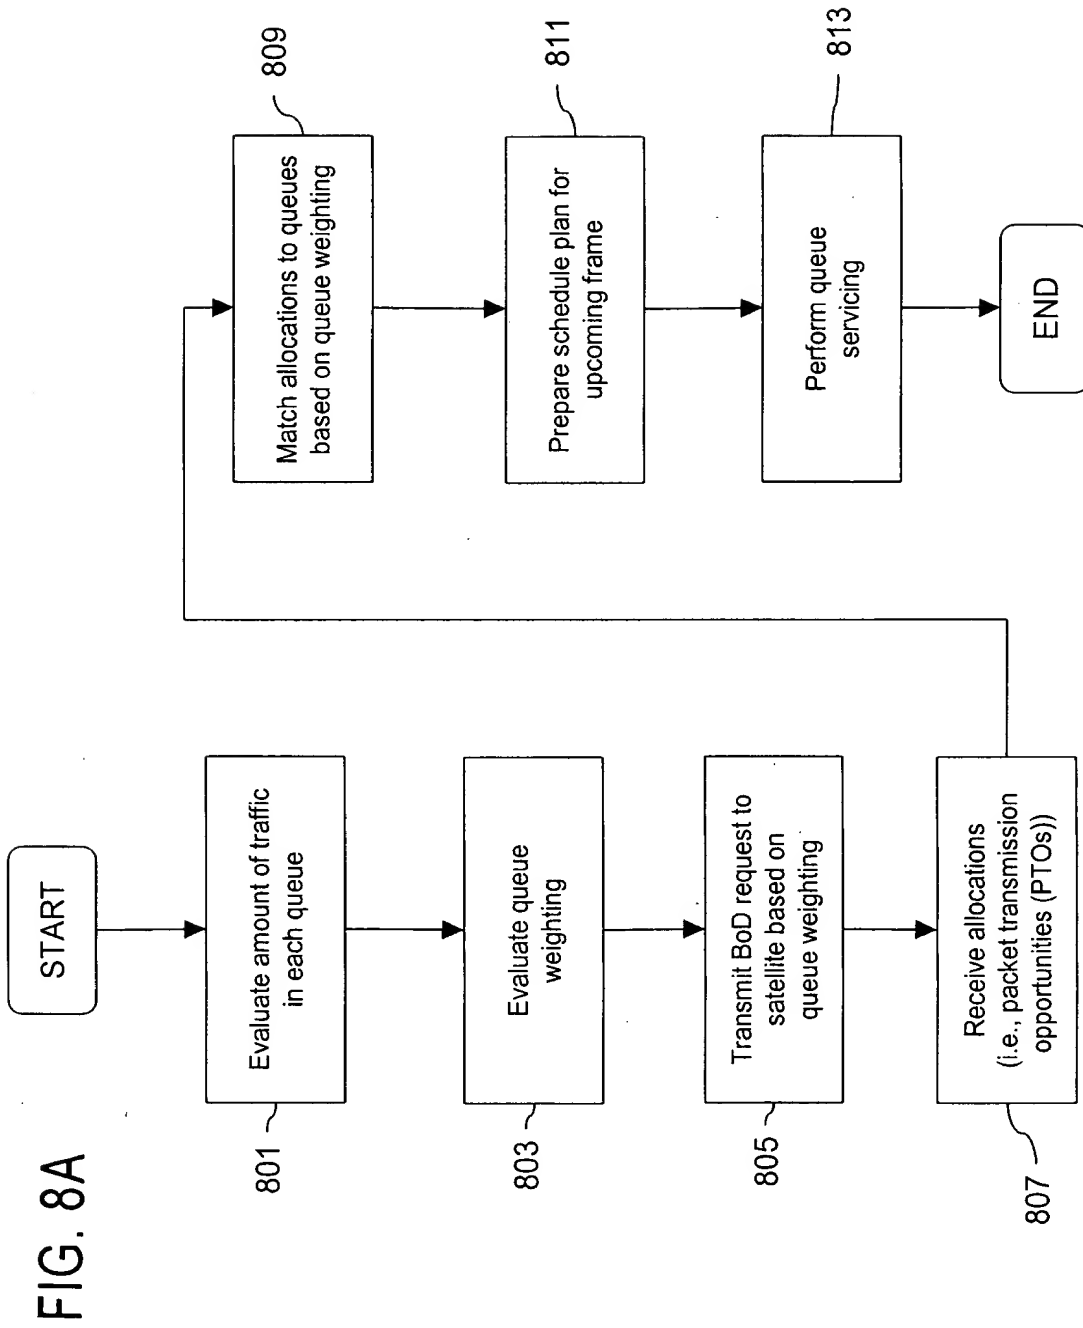 FIG. 8A
START
801
Evaluate amount of traffic
in each queue
803
Evaluate queue
weighting
805
Transmit BoD request to
satellite based on
queue weighting
807
Receive allocations
(i.e., packet transmission
opportunities (PTOs))
809
Match allocations to queues
based on queue weighting
811
Prepare schedule plan for
upcoming frame
813
Perform queue
servicing
END